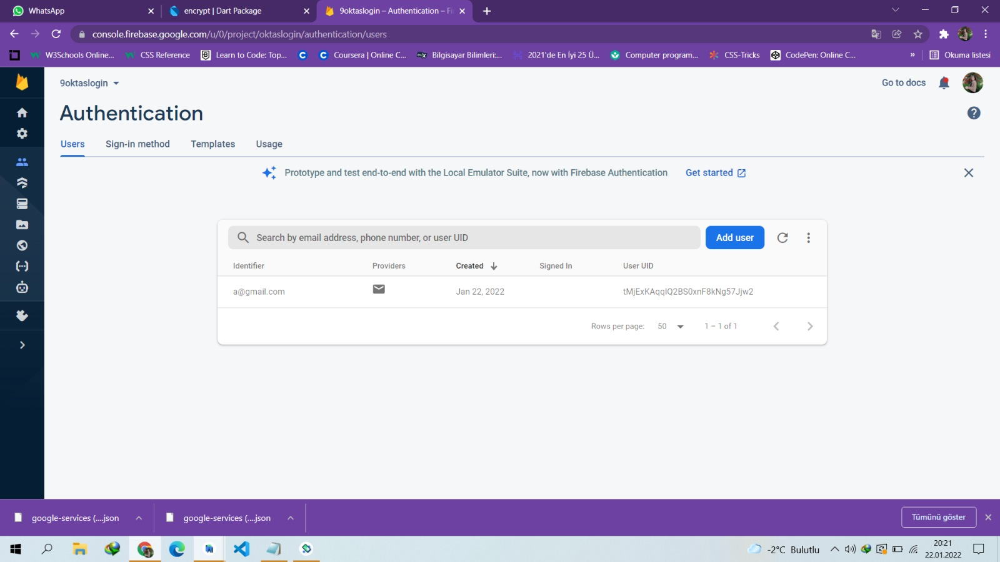 WhatsApp
encrypt | Dart Package
9oktaslogin – Authentication – Fi
console.firebase.google.com/u/0/project/oktaslogin/authentication/users
W3Schools Online...
CSS Reference
Learn to Code: Top...
Coursera | Online C...
edX
Bilgisayar Bilimleri:...
2021'de En İyi 25 Ü...
Computer program...
CSS-Tricks
CodePen: Online C...
»
Okuma listesi
9oktaslogin
Go to docs
Authentication
Users
Sign-in method
Templates
Usage
Prototype and test end-to-end with the Local Emulator Suite, now with Firebase Authentication
Get started
Search by email address, phone number, or user UID
Add user
Identifier
Providers
Created
Signed In
User UID
a@gmail.com
Jan 22, 2022
tMjExKAqqIQ2BS0xnF8kNg57Jjw2
Rows per page:
50
1 – 1 of 1
google-services (....json
google-services (....json
Tümünü göster
-2°C Bulutlu
20:21
22.01.2022